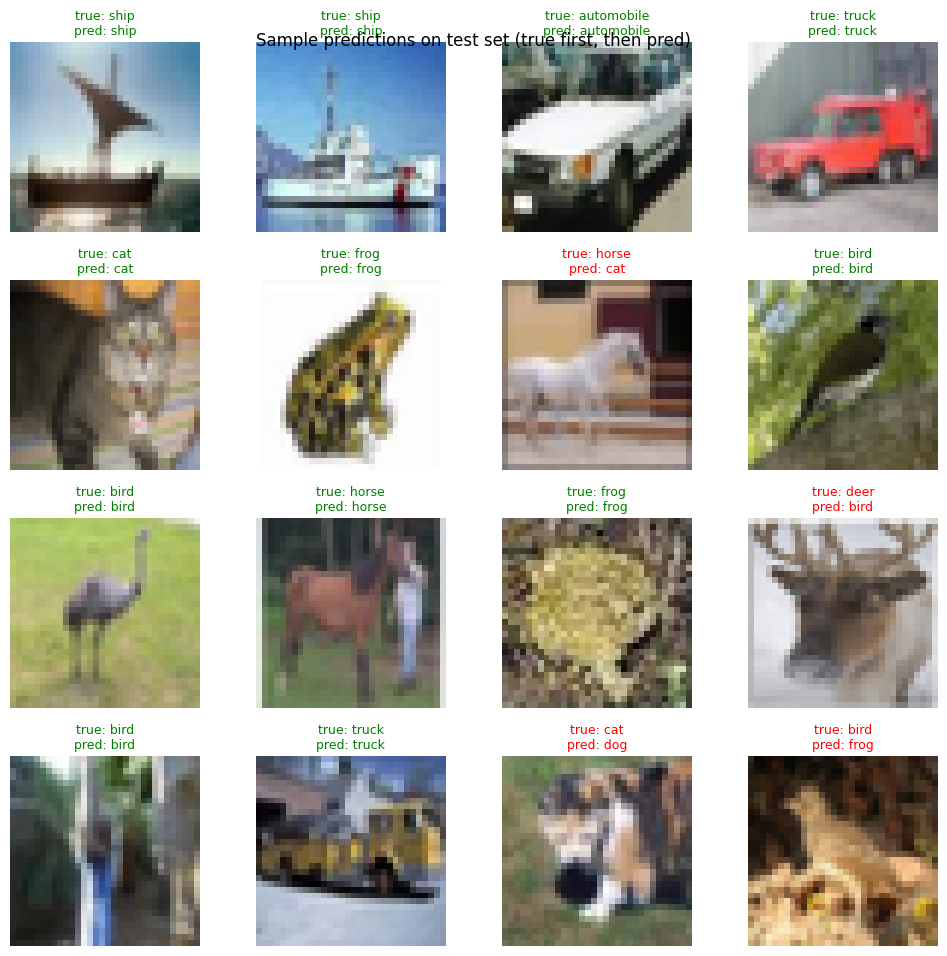 true: ship
pred: ship
true: ship
pred: ship
true: automobile
pred: automobile
true: truck
pred: truck
Sample predictions on test set (true first, then pred)
true: cat
pred: cat
true: frog
pred: frog
true: horse
pred: cat
true: bird
pred: bird
true: bird
pred: bird
true: horse
pred: horse
true: frog
pred: frog
true: deer
pred: bird
true: bird
pred: bird
true: truck
pred: truck
true: cat
pred: dog
true: bird
pred: frog